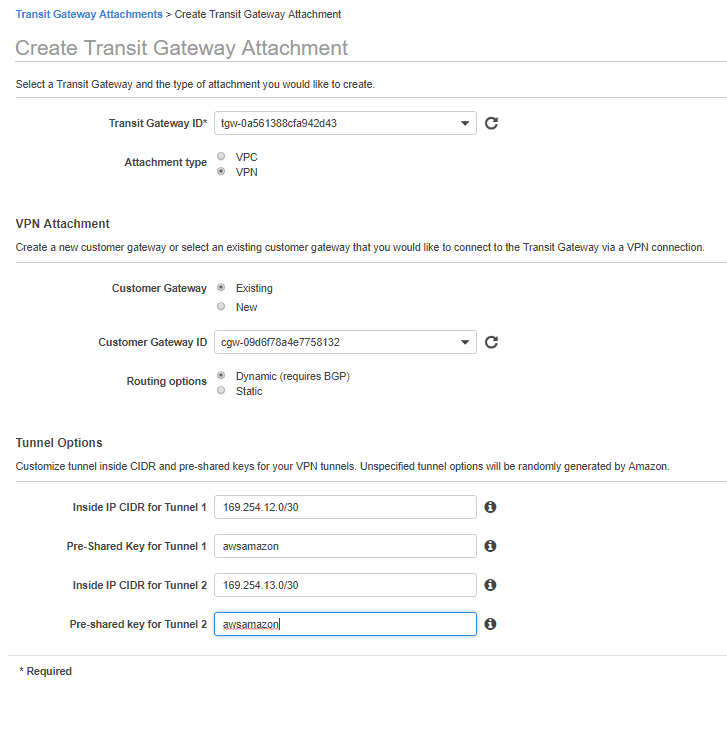 Transit Gateway Attachments > Create Transit Gateway Attachment
Create Transit Gateway Attachment
Select a Transit Gateway and the type of attachment you would like to create.
Transit Gateway ID* tgw-0a561388cfa942d43
Attachment type VPC
VPN
VPN Attachment
Create a new customer gateway or select an existing customer gateway that you would like to connect to the Transit Gateway via a VPN connection.
Customer Gateway Existing
New
Customer Gateway ID cgw-09d6f78a4e7758132
Routing options Dynamic (requires BGP)
Static
Tunnel Options
Customize tunnel inside CIDR and pre-shared keys for your VPN tunnels. Unspecified tunnel options will be randomly generated by Amazon.
Inside IP CIDR for Tunnel 1 169.254.12.0/30
Pre-Shared Key for Tunnel 1 awsamazon
Inside IP CIDR for Tunnel 2 169.254.13.0/30
Pre-shared key for Tunnel 2 awsamazon
* Required